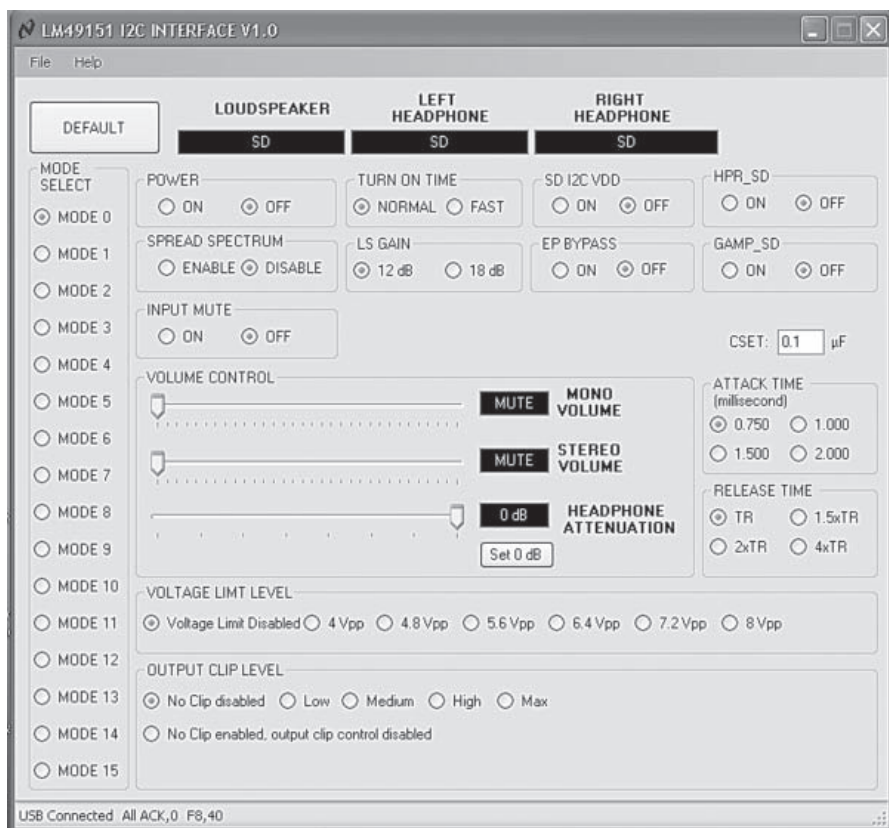 LM49151 I2C INTERFACE V1.0
File Help
DEFAULT
LOUDSPEAKER
SD
LEFT
HEADPHONE
SD
RIGHT
HEADPHONE
SD
MODE
SELECT
MODE 0
MODE 1
MODE 2
MODE 3
MODE 4
MODE 5
MODE 6
MODE 7
MODE 8
MODE 9
MODE 10
MODE 11
MODE 12
MODE 13
MODE 14
MODE 15
POWER
ON OFF
TURN ON TIME
NORMAL FAST
SD I2C VDD
ON OFF
HPR_SD
ON OFF
SPREAD SPECTRUM
ENABLE DISABLE
LS GAIN
12 dB 18 dB
EP BYPASS
ON OFF
GAMP_SD
ON OFF
INPUT MUTE
ON OFF
CSET: 0.1 µF
VOLUME CONTROL
MUTE
MONO
VOLUME
MUTE
STEREO
VOLUME
0 dB
HEADPHONE
ATTENUATION
Set 0 dB
ATTACK TIME
(millisecond)
0.750 1.000
1.500 2.000
RELEASE TIME
TR 1.5xTR
2xTR 4xTR
VOLTAGE LIMT LEVEL
Voltage Limit Disabled 4 Vpp 4.8 Vpp 5.6 Vpp 6.4 Vpp 7.2 Vpp 8 Vpp
OUTPUT CLIP LEVEL
No Clip disabled Low Medium High Max
No Clip enabled, output clip control disabled
USB Connected All ACK,0 F8,40